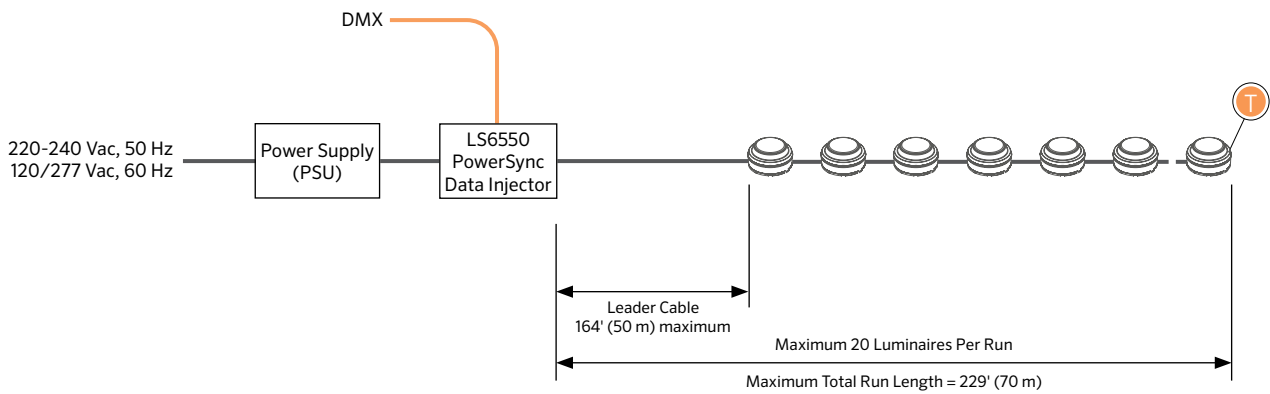 DMX
T
220-240 Vac, 50 Hz
120/277 Vac, 60 Hz
Power Supply
(PSU)
LS6550
PowerSync
Data Injector
Leader Cable
164' (50 m) maximum
Maximum 20 Luminaires Per Run
Maximum Total Run Length = 229' (70 m)